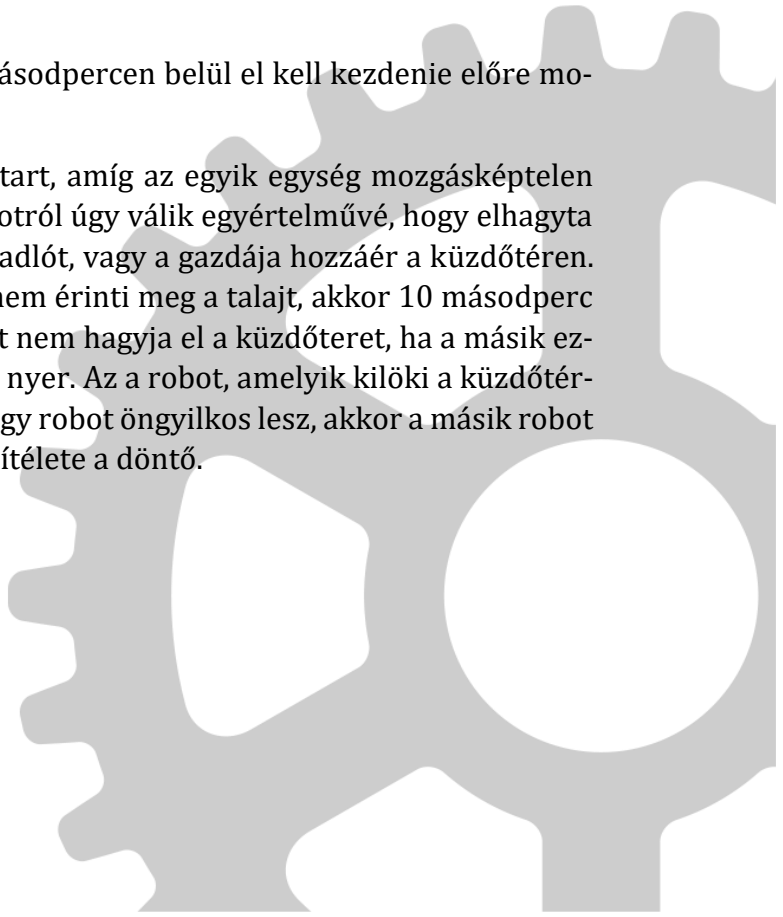 ásodpercen belül el kell kezdenie előre mo-
tart, amíg az egyik egység mozgásképtelen
otról úgy válik egyértelművé, hogy elhagyta
adlót, vagy a gazdája hozzáér a küzdőtéren.
nem érinti meg a talajt, akkor 10 másodperc
t nem hagyja el a küzdőteret, ha a másik ez-
nyer. Az a robot, amelyik kilöki a küzdőtér-
gy robot öngyilkos lesz, akkor a másik robot
ítélete a döntő.